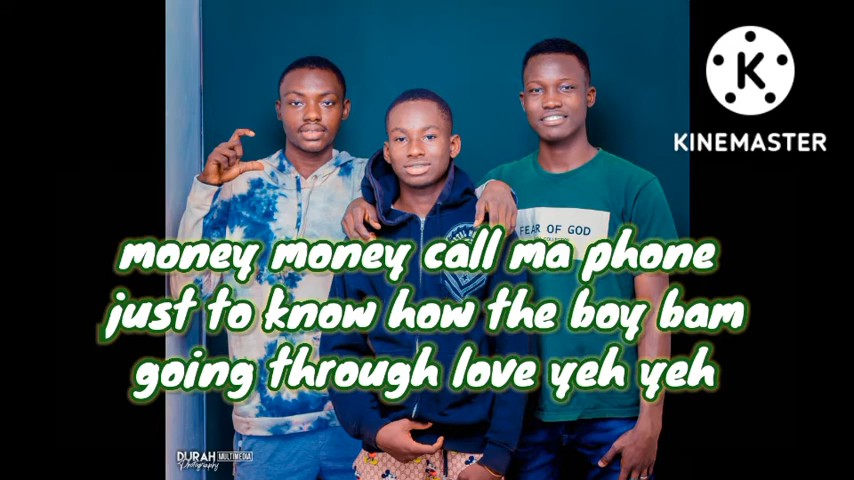 KINEMASTER
FEAR OF GOD
money money call ma phone
just to know how the boy bam
going through love yeh yeh
DURAH MULTIMEDIA
Photography